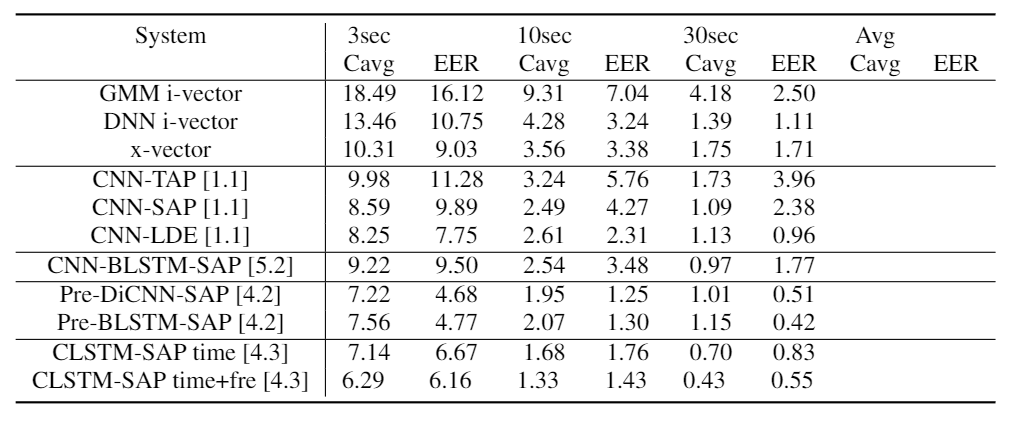 System 3sec 10sec 30sec Avg
Cavg EER Cavg EER Cavg EER Cavg EER
GMM i-vector 18.49 16.12 9.31 7.04 4.18 2.50
DNN i-vector 13.46 10.75 4.28 3.24 1.39 1.11
x-vector 10.31 9.03 3.56 3.38 1.75 1.71
CNN-TAP [1.1] 9.98 11.28 3.24 5.76 1.73 3.96
CNN-SAP [1.1] 8.59 9.89 2.49 4.27 1.09 2.38
CNN-LDE [1.1] 8.25 7.75 2.61 2.31 1.13 0.96
CNN-BLSTM-SAP [5.2] 9.22 9.50 2.54 3.48 0.97 1.77
Pre-DiCNN-SAP [4.2] 7.22 4.68 1.95 1.25 1.01 0.51
Pre-BLSTM-SAP [4.2] 7.56 4.77 2.07 1.30 1.15 0.42
CLSTM-SAP time [4.3] 7.14 6.67 1.68 1.76 0.70 0.83
CLSTM-SAP time+fre [4.3] 6.29 6.16 1.33 1.43 0.43 0.55